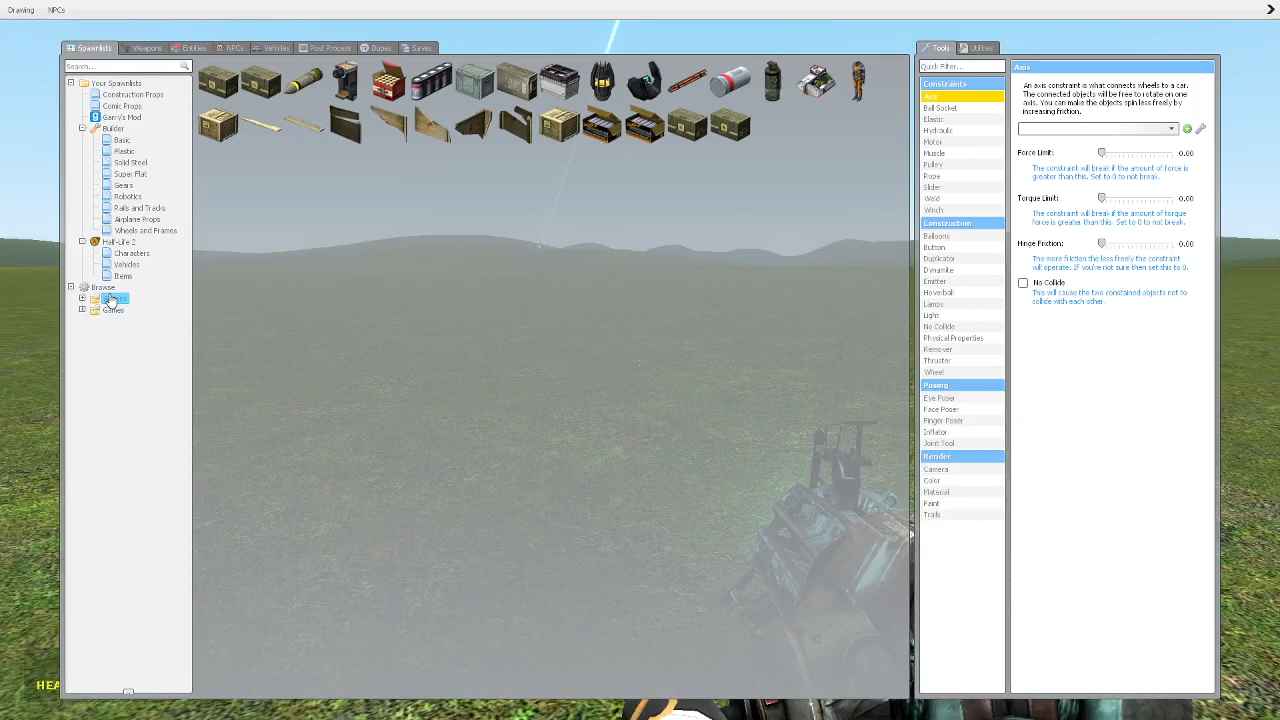 Drawing NPCs
Spawnlists Weapons Entities NPCs Vehicles Post Process Dupes Saves
Tools Utilities
Search...
Your Spawnlists
Construction Props
Comic Props
Garry's Mod
Builder
Basic
Plastic
Solid Steel
Super Flat
Gears
Robotics
Rails and Tracks
Airplane Props
Wheels and Frames
Half-Life 2
Characters
Vehicles
Items
Browse
Games
HEA
Quick Filter...
Constraints
Axis
Ball Socket
Elastic
Hydraulic
Motor
Muscle
Pulley
Rope
Slider
Weld
Winch
Construction
Balloons
Button
Duplicator
Dynamite
Emitter
Hoverball
Lamps
Light
No Collide
Physical Properties
Remover
Thruster
Wheel
Posing
Eye Poser
Face Poser
Finger Poser
Inflator
Joint Tool
Render
Camera
Color
Material
Paint
Trails
Axis
An axis constraint is what connects wheels to a car.
The connected objects will be free to rotate on one
axis. You can make the objects spin less freely by
increasing friction.
Force Limit: 0.00
The constraint will break if the amount of force is
greater than this. Set to 0 to not break.
Torque Limit: 0.00
The constraint will break if the amount of torque
force is greater than this. Set to 0 to not break.
Hinge Friction: 0.00
The more friction the less freely the constraint
will operate. If you're not sure then set this to 0.
No Collide
This will cause the two constrained objects not to
collide with each other.